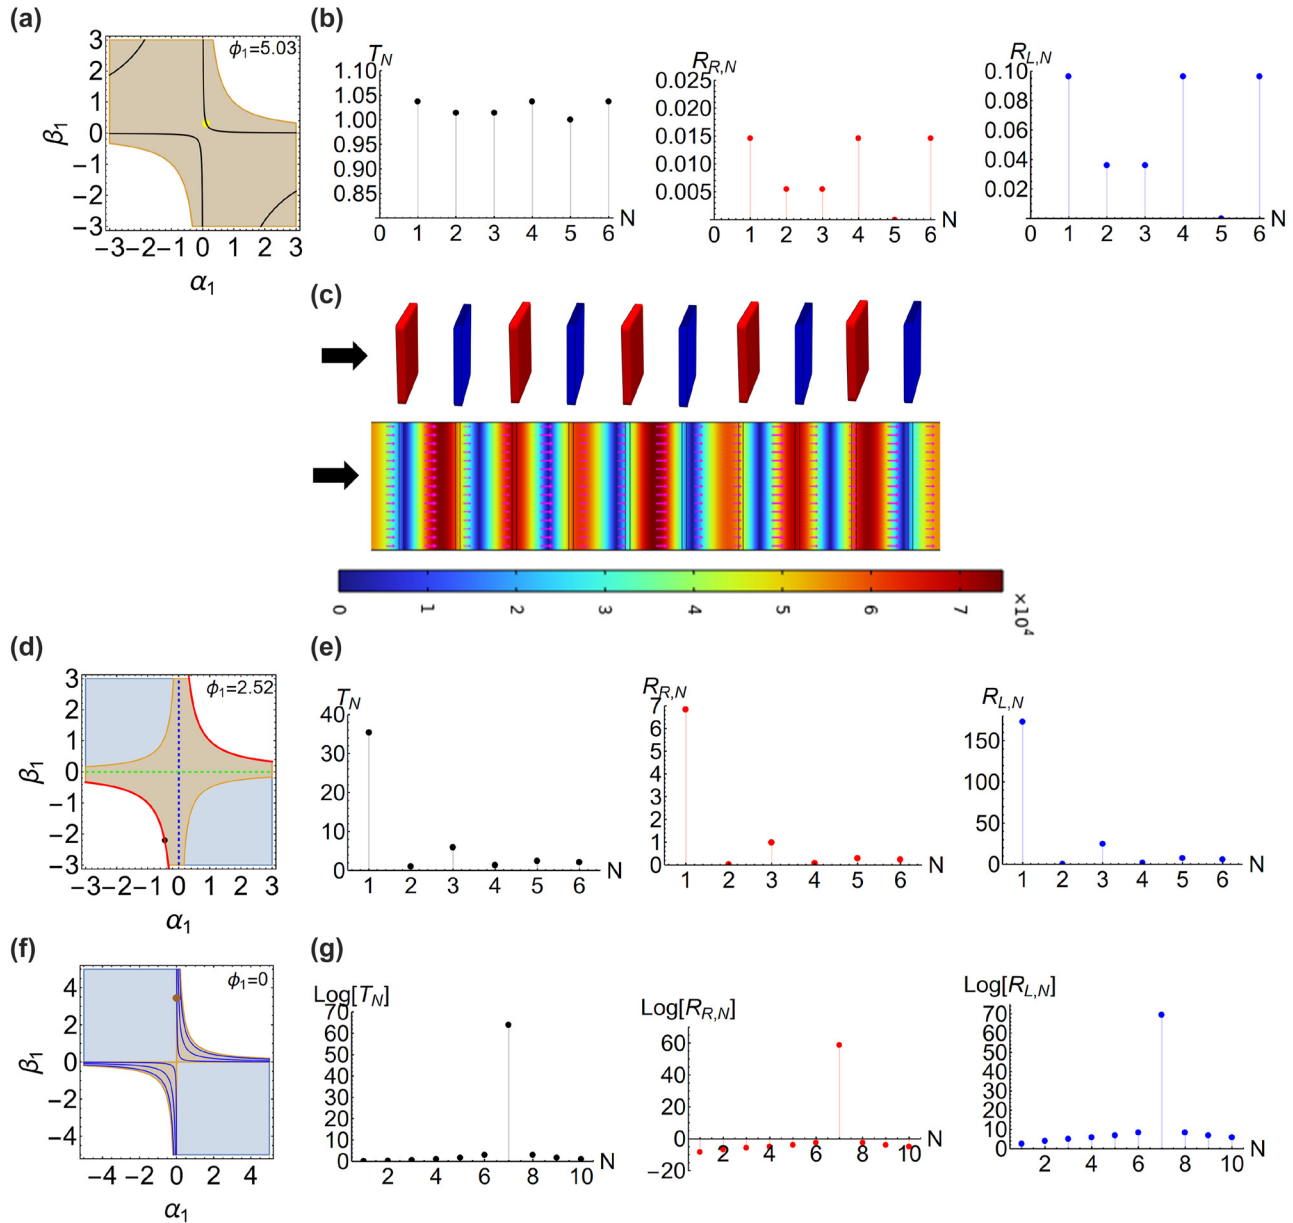 (a)
ϕ₁=5.03
3
2
1
0
−1
−2
−3
β₁
−3−2−1 0 1 2 3
α₁
(b)
T_N
1.10
1.05
1.00
0.95
0.90
0.85
0 1 2 3 4 5 6 N
R_{R,N}
0.025
0.020
0.015
0.010
0.005
0 1 2 3 4 5 6 N
R_{L,N}
0.10
0.08
0.06
0.04
0.02
0 1 2 3 4 5 6 N
(c)
0 1 2 3 4 5 6 7 ×10⁴
(d)
ϕ₁=2.52
3
2
1
0
−1
−2
−3
β₁
−3−2−1 0 1 2 3
α₁
(e)
T_N
40
30
20
10
0
1 2 3 4 5 6 N
R_{R,N}
7
6
5
4
3
2
1
0
1 2 3 4 5 6 N
R_{L,N}
150
100
50
0
1 2 3 4 5 6 N
(f)
ϕ₁=0
4
2
0
−2
−4
β₁
−4 −2 0 2 4
α₁
(g)
Log[T_N]
70
60
50
40
30
20
10
0
2 4 6 8 10 N
Log[R_{R,N}]
60
40
20
0
−20
2 4 6 8 10 N
Log[R_{L,N}]
70
60
50
40
30
20
10
0
2 4 6 8 10 N